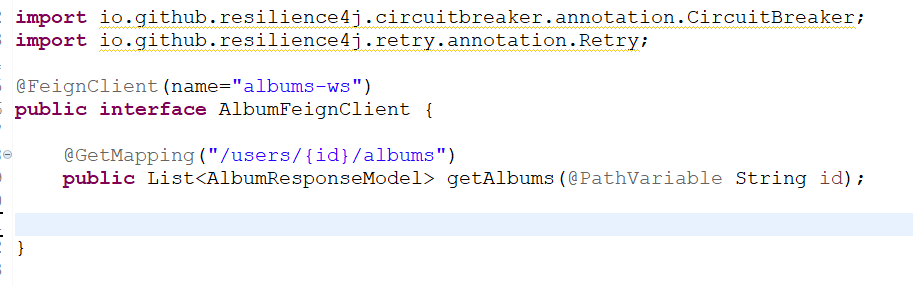 import io.github.resilience4j.circuitbreaker.annotation.CircuitBreaker;
import io.github.resilience4j.retry.annotation.Retry;
@FeignClient(name="albums-ws")
public interface AlbumFeignClient {
@GetMapping("/users/{id}/albums")
public List<AlbumResponseModel> getAlbums(@PathVariable String id);
}